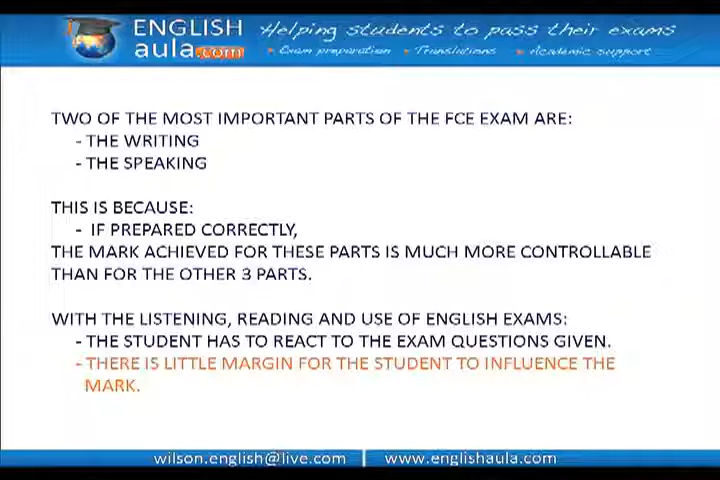 ENGLISH
aula.com
Helping students to pass their exams
Exam preparation
Translations
Academic support
TWO OF THE MOST IMPORTANT PARTS OF THE FCE EXAM ARE:
- THE WRITING
- THE SPEAKING
THIS IS BECAUSE:
- IF PREPARED CORRECTLY,
THE MARK ACHIEVED FOR THESE PARTS IS MUCH MORE CONTROLLABLE
THAN FOR THE OTHER 3 PARTS.
WITH THE LISTENING, READING AND USE OF ENGLISH EXAMS:
- THE STUDENT HAS TO REACT TO THE EXAM QUESTIONS GIVEN.
- THERE IS LITTLE MARGIN FOR THE STUDENT TO INFLUENCE THE
MARK.
wilson.english@live.com | www.englishaula.com